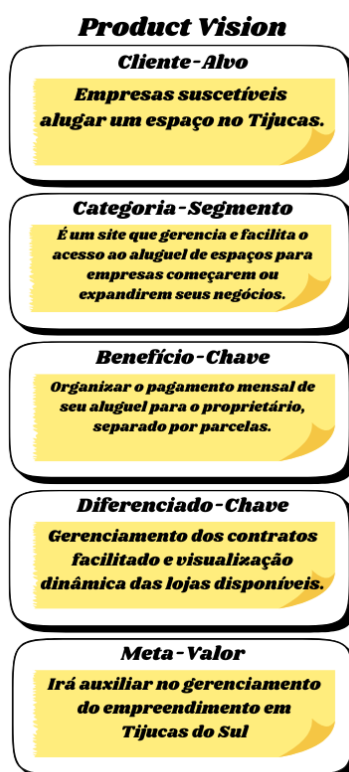 Product Vision
Cliente-Alvo
Empresas suscetíveis
alugar um espaço no Tijucas.
Categoria-Segmento
É um site que gerencia e facilita o
acesso ao aluguel de espaços para
empresas começarem ou
expandirem seus negócios.
Benefício-Chave
Organizar o pagamento mensal de
seu aluguel para o proprietário,
separado por parcelas.
Diferenciado-Chave
Gerenciamento dos contratos
facilitado e visualização
dinâmica das lojas disponíveis.
Meta-Valor
Irá auxiliar no gerenciamento
do empreendimento em
Tijucas do Sul